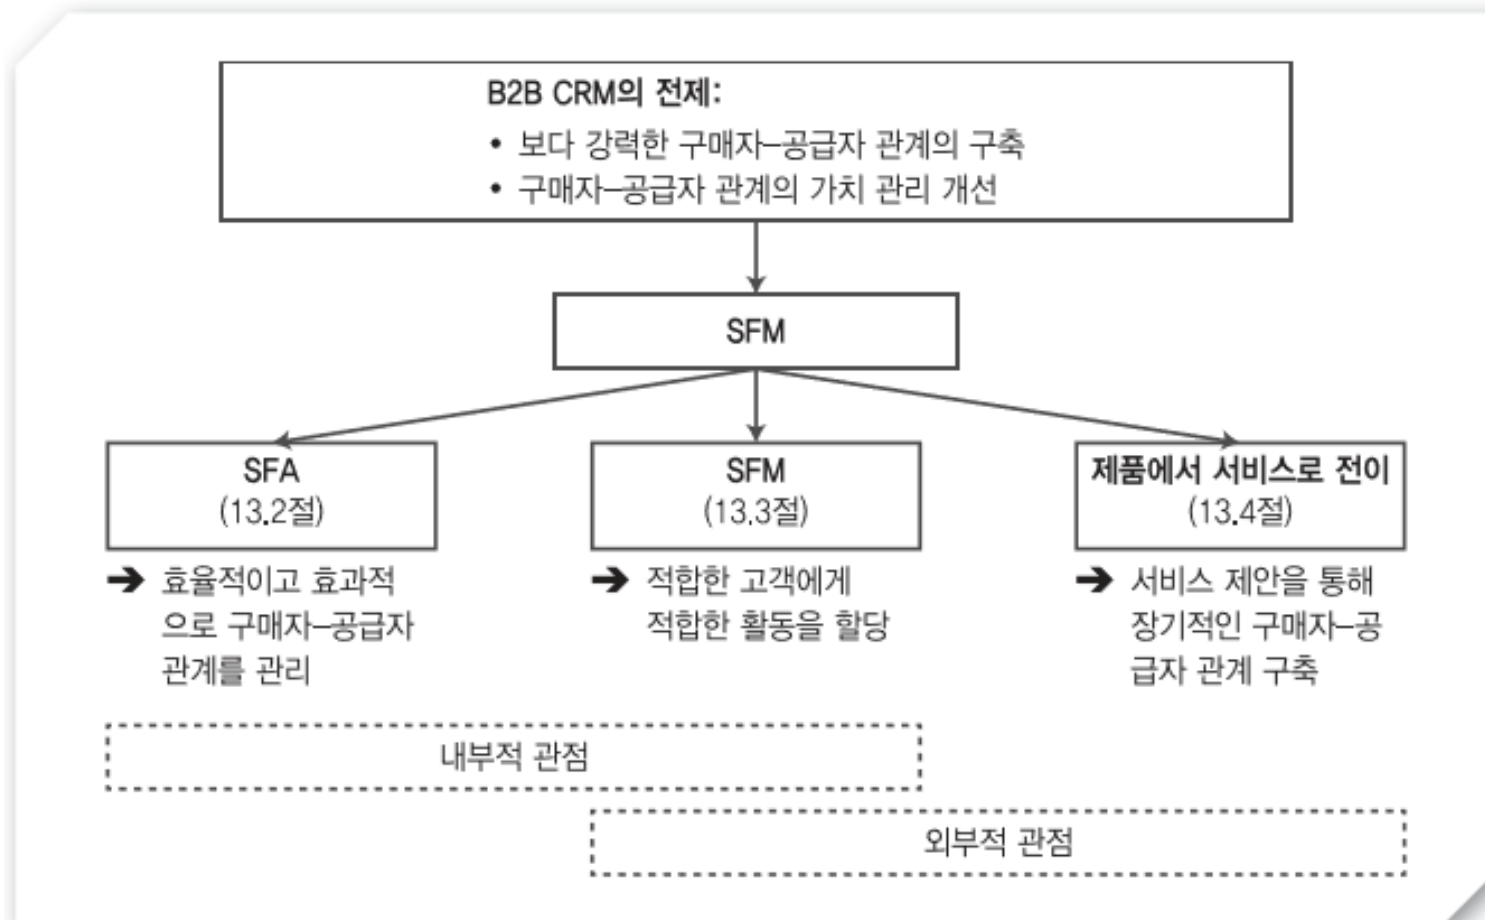 B2B CRM의 전제:
• 보다 강력한 구매자–공급자 관계의 구축
• 구매자–공급자 관계의 가치 관리 개선
SFM
SFA
(13.2절)
➔ 효율적이고 효과적
으로 구매자–공급자
관계를 관리
SFM
(13.3절)
➔ 적합한 고객에게
적합한 활동을 할당
제품에서 서비스로 전이
(13.4절)
➔ 서비스 제안을 통해
장기적인 구매자–공
급자 관계 구축
내부적 관점
외부적 관점